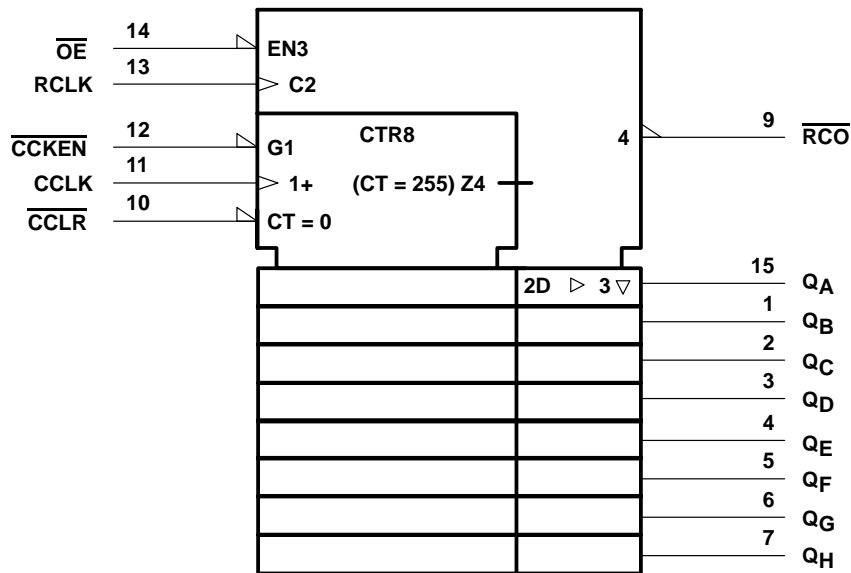 14
OE EN3
13
RCLK C2
12 CTR8 9
CCKEN G1 4 RCO
11
CCLK 1+ (CT = 255) Z4
10
CCLR CT = 0
15
2D 3 QA
1
QB
2
QC
3
QD
4
QE
5
QF
6
QG
7
QH